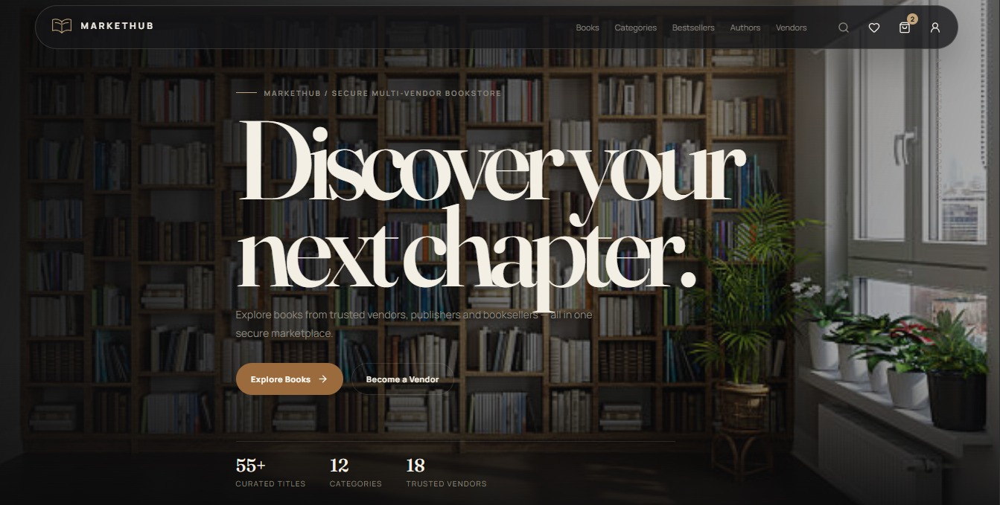 MARKETHUB
Books Categories Bestsellers Authors Vendors
2
MARKETHUB / SECURE MULTI-VENDOR BOOKSTORE
Discover your
next chapter.
Explore books from trusted vendors, publishers and booksellers — all in one
secure marketplace.
Explore Books → Become a Vendor
55+ 12 18
CURATED TITLES CATEGORIES TRUSTED VENDORS